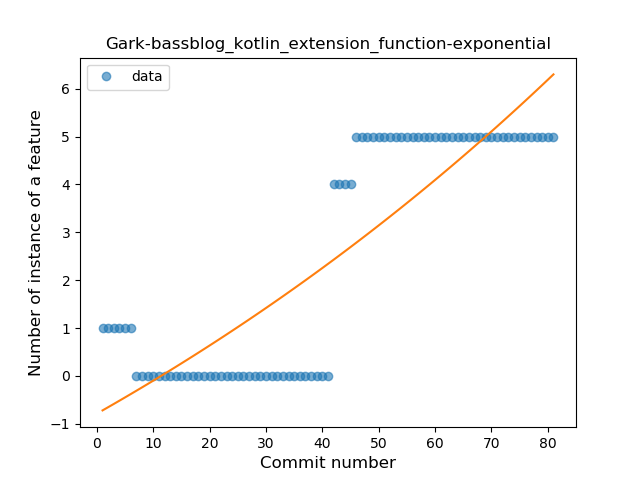 Gark-bassblog_kotlin_extension_function-exponential
data
Number of instance of a feature
6
5
4
3
2
1
0
−1
0 10 20 30 40 50 60 70 80
Commit number